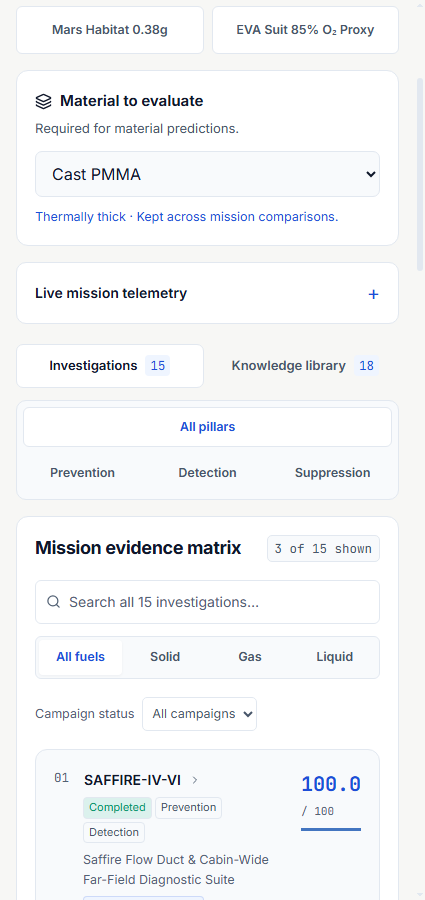 Mars Habitat 0.38g
EVA Suit 85% O₂ Proxy
Material to evaluate
Required for material predictions.
Cast PMMA
Thermally thick · Kept across mission comparisons.
Live mission telemetry
+
Investigations 15
Knowledge library 18
All pillars
Prevention
Detection
Suppression
Mission evidence matrix
3 of 15 shown
Search all 15 investigations...
All fuels
Solid
Gas
Liquid
Campaign status
All campaigns
01
SAFFIRE-IV-VI
100.0
/ 100
Completed
Prevention
Detection
Saffire Flow Duct & Cabin-Wide
Far-Field Diagnostic Suite